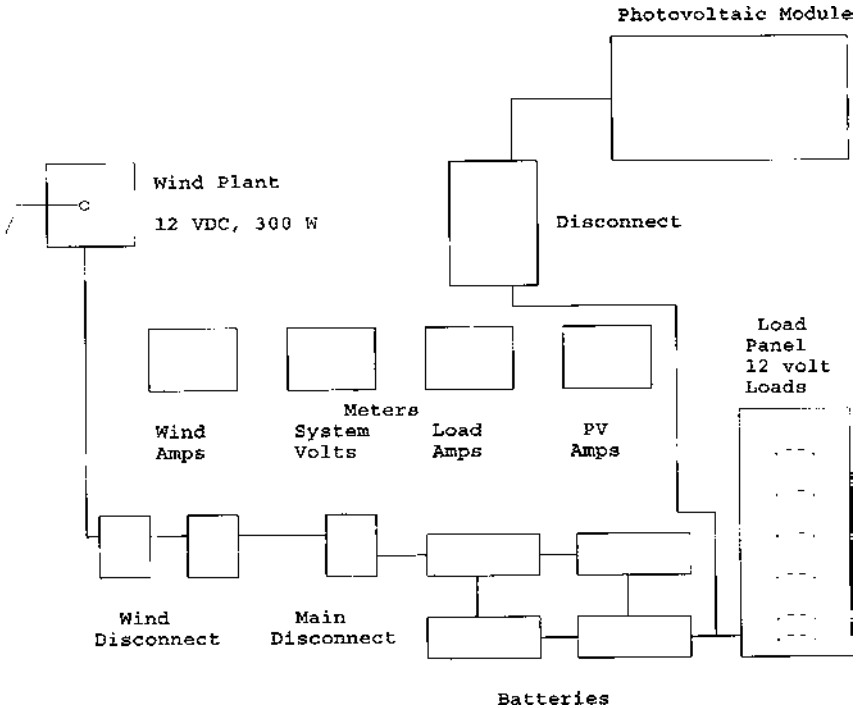 Photovoltaic Module
Wind Plant
12 VDC, 300 W
Disconnect
Load
Panel
12 volt
Loads
Meters
Wind
Amps
System
Volts
Load
Amps
PV
Amps
Wind
Disconnect
Main
Disconnect
Batteries